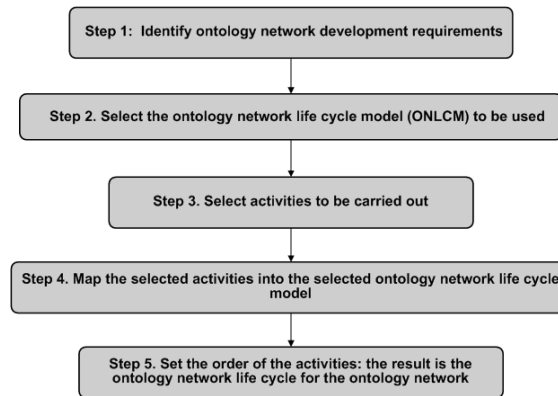 Step 1: Identify ontology network development requirements
Step 2. Select the ontology network life cycle model (ONLCM) to be used
Step 3. Select activities to be carried out
Step 4. Map the selected activities into the selected ontology network life cycle
model
Step 5. Set the order of the activities: the result is the
ontology network life cycle for the ontology network